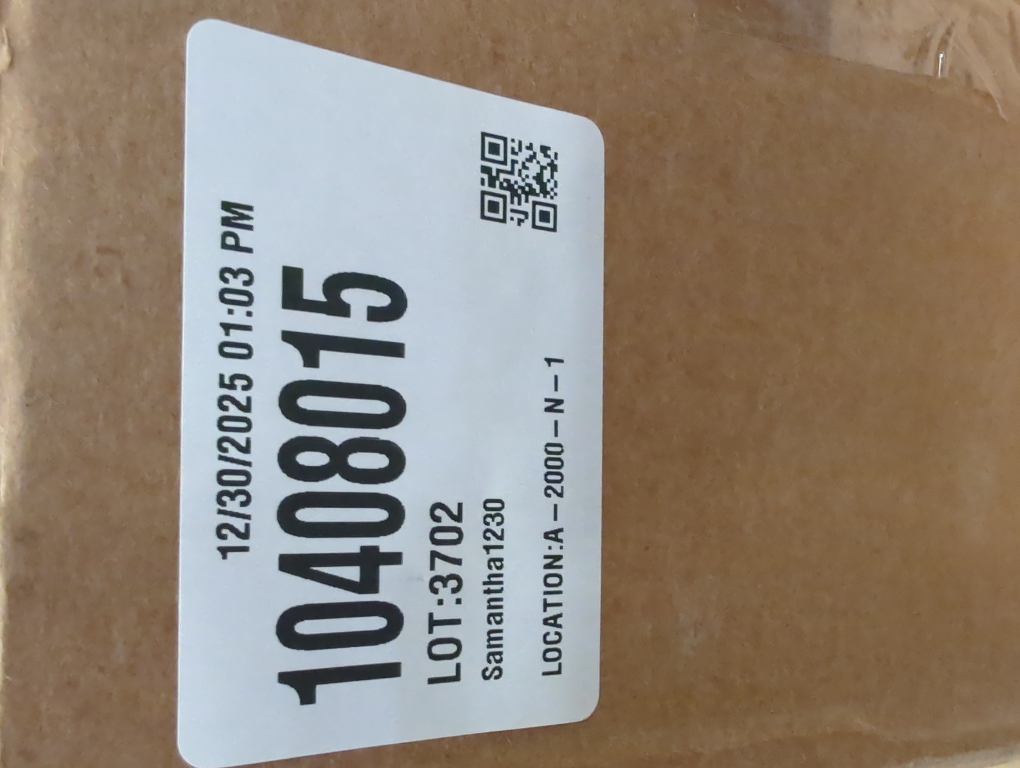 12/30/2025 01:03 PM
10408015
LOT:3702
Samantha1230
LOCATION:A – 2000 – N – 1